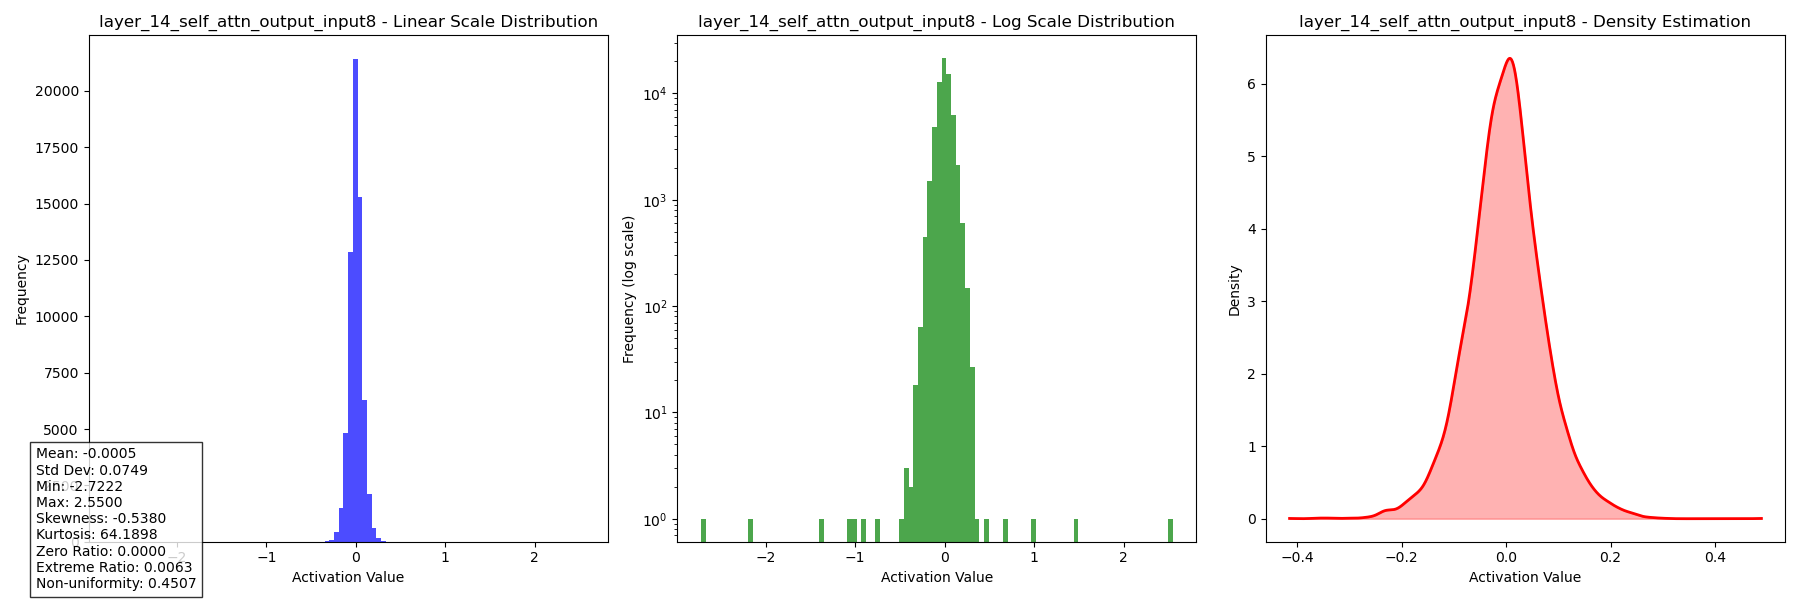 layer_14_self_attn_output_input8 - Linear Scale Distribution
Frequency
20000
17500
15000
12500
10000
7500
5000
Mean: -0.0005
Std Dev: 0.0749
Min: -2.7222
Max: 2.5500
Skewness: -0.5380
Kurtosis: 64.1898
Zero Ratio: 0.0000
Extreme Ratio: 0.0063
Non-uniformity: 0.4507
−2 −1 0 1 2
Activation Value
layer_14_self_attn_output_input8 - Log Scale Distribution
Frequency (log scale)
10^4
10^3
10^2
10^1
10^0
−2 −1 0 1 2
Activation Value
layer_14_self_attn_output_input8 - Density Estimation
Density
6
5
4
3
2
1
0
−0.4 −0.2 0.0 0.2 0.4
Activation Value